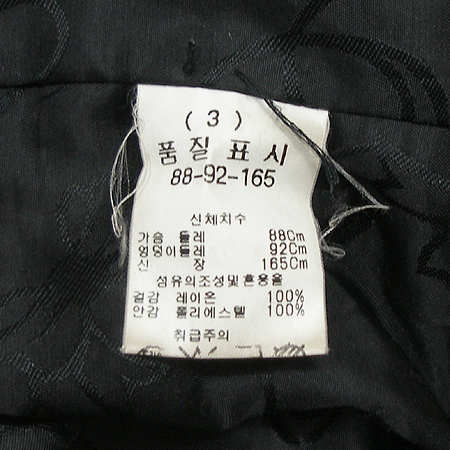 ( 3 )
품질 표시
88-92-165
신체치수
가슴 둘레 88Cm
엉덩이둘레 92Cm
신 장 165Cm
섬유의조성및혼용율
겉감 레이온 100%
안감 폴리에스텔 100%
취급주의